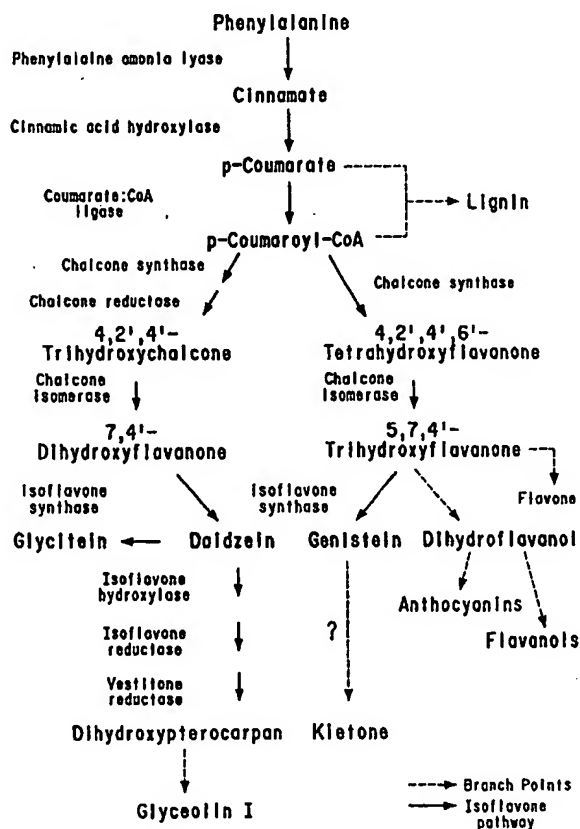 Phenylalanine
Phenylalaine amonia lyase
Cinnamate
Cinnamic acid hydroxylase
p-Coumarate
Coumarate:CoA
ligase
Lignin
p-Coumaroyl-CoA
Chalcone synthase
Chalcone synthase
Chalcone reductase
4,2',4'-
Trihydroxychalcone
4,2',4',6'-
Tetrahydroxyflavanone
Chalcone
isomerase
Chalcone
isomerase
7,4'-
Dihydroxyflavanone
5,7,4'-
Trihydroxyflavanone
Flavone
Isoflavone
synthase
Isoflavone
synthase
Glycitein
Daidzein
Genistein
Dihydroflavanol
Isoflavone
hydroxylase
Anthocyanins
Isoflavone
reductase
?
Flavanols
Vestitone
reductase
Dihydroxypterocarpan
Kietone
Glyceolin I
Branch Points
Isoflavone
pathway